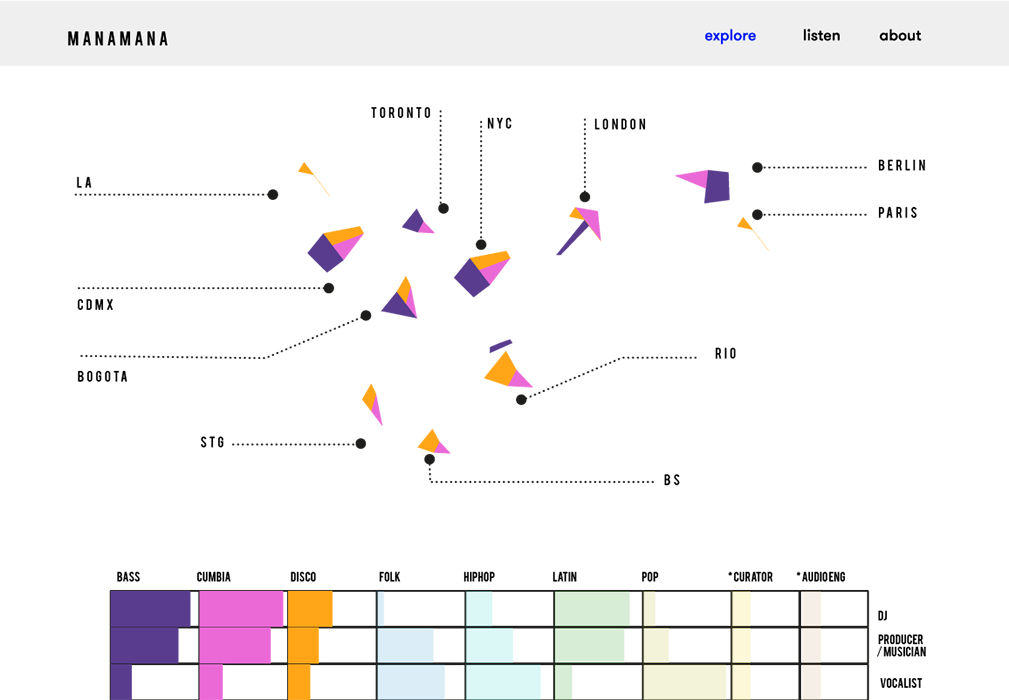 MANAMANA
explore
listen
about
TORONTO
NYC
LONDON
BERLIN
LA
PARIS
CDMX
BOGOTA
RIO
STG
BS
BASS
CUMBIA
DISCO
FOLK
HIPHOP
LATIN
POP
*CURATOR
*AUDIOENG
DJ
PRODUCER
/ MUSICIAN
VOCALIST